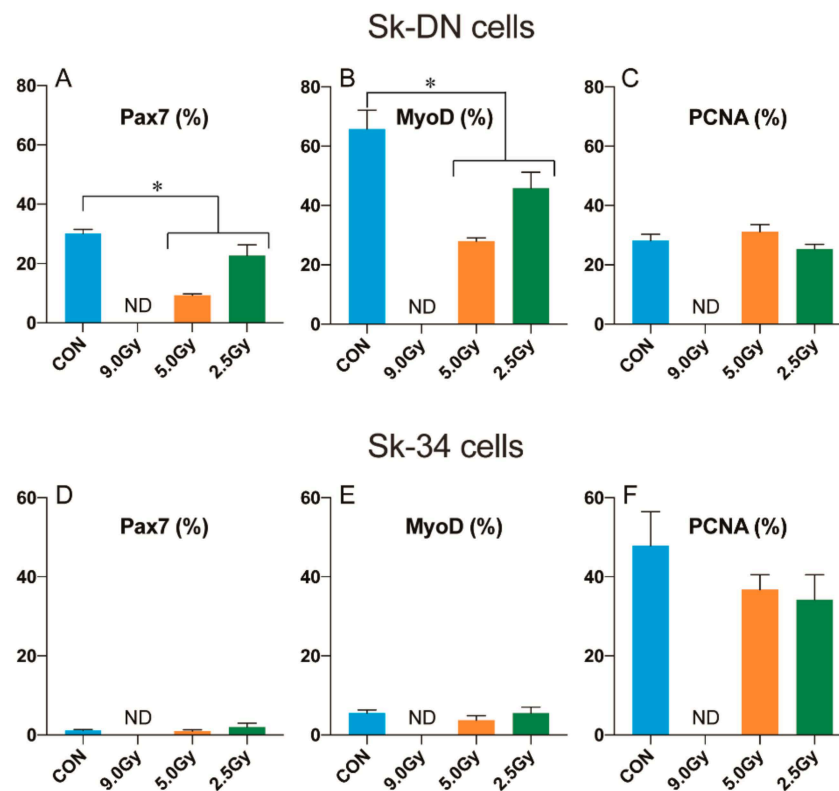 Sk-DN cells
A
Pax7 (%)
80
60
40
20
0
*
ND
CON
9.0Gy
5.0Gy
2.5Gy
B
MyoD (%)
80
60
40
20
0
*
ND
CON
9.0Gy
5.0Gy
2.5Gy
C
PCNA (%)
80
60
40
20
0
ND
CON
9.0Gy
5.0Gy
2.5Gy
Sk-34 cells
D
Pax7 (%)
60
40
20
0
ND
CON
9.0Gy
5.0Gy
2.5Gy
E
MyoD (%)
60
40
20
0
ND
CON
9.0Gy
5.0Gy
2.5Gy
F
PCNA (%)
60
40
20
0
ND
CON
9.0Gy
5.0Gy
2.5Gy